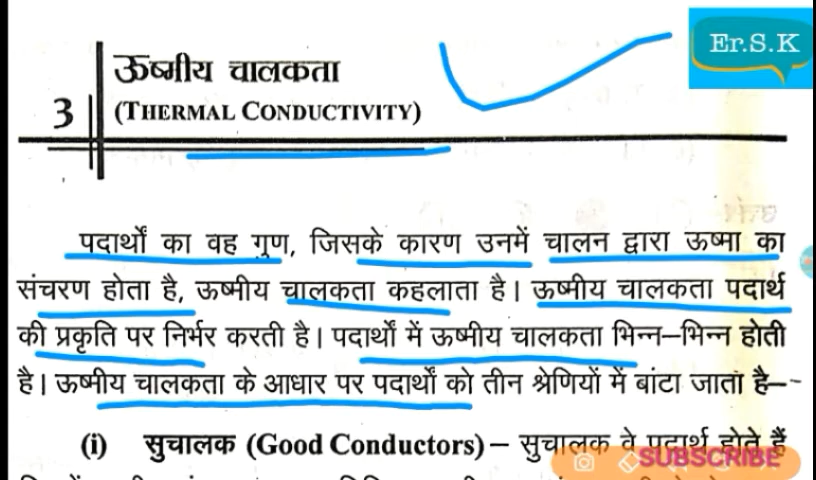 Er.S.K
ऊष्मीय चालकता
3
(THERMAL CONDUCTIVITY)
पदार्थों का वह गुण, जिसके कारण उनमें चालन द्वारा ऊष्मा का
संचरण होता है, ऊष्मीय चालकता कहलाता है। ऊष्मीय चालकता पदार्थ
की प्रकृति पर निर्भर करती है। पदार्थों में ऊष्मीय चालकता भिन्न–भिन्न होती
है। ऊष्मीय चालकता के आधार पर पदार्थों को तीन श्रेणियों में बांटा जाता है–
(i) सुचालक (Good Conductors) – सुचालक वे पदार्थ होते हैं
SUBSCRIBE